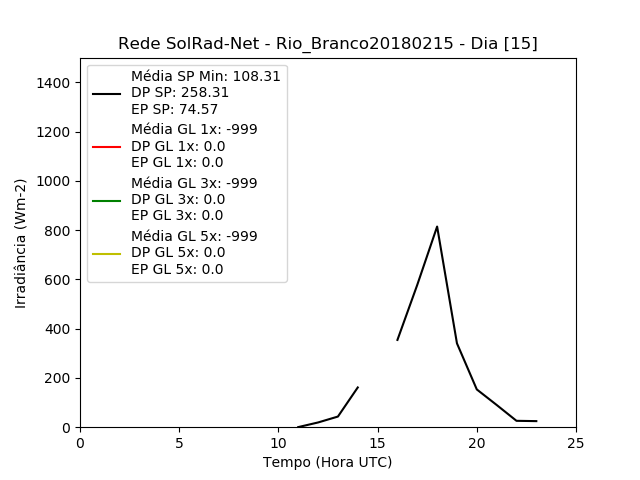 Rede SolRad-Net - Rio_Branco20180215 - Dia [15]
Média SP Min: 108.31
DP SP: 258.31
EP SP: 74.57
Média GL 1x: -999
DP GL 1x: 0.0
EP GL 1x: 0.0
Média GL 3x: -999
DP GL 3x: 0.0
EP GL 3x: 0.0
Média GL 5x: -999
DP GL 5x: 0.0
EP GL 5x: 0.0
Irradiância (Wm-2)
1400
1200
1000
800
600
400
200
0
0 5 10 15 20 25
Tempo (Hora UTC)